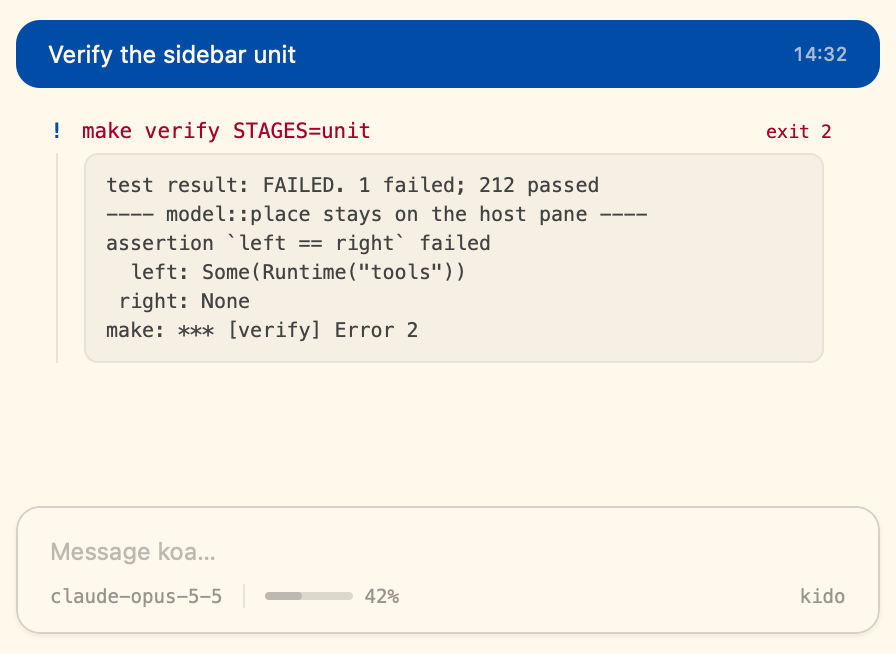 Verify the sidebar unit 14:32
! make verify STAGES=unit exit 2
test result: FAILED. 1 failed; 212 passed
---- model::place stays on the host pane ----
assertion `left == right` failed
  left: Some(Runtime("tools"))
 right: None
make: *** [verify] Error 2
Message koa...
claude-opus-5-5 42% kido